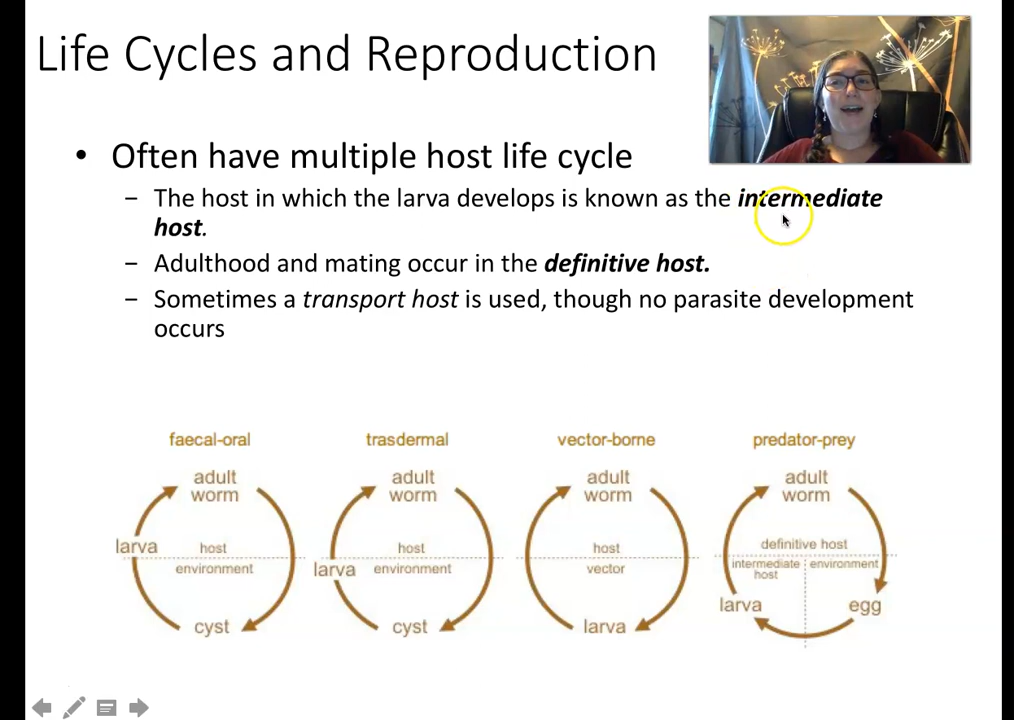 Life Cycles and Reproduction
• Often have multiple host life cycle
– The host in which the larva develops is known as the intermediate
host.
– Adulthood and mating occur in the definitive host.
– Sometimes a transport host is used, though no parasite development
occurs
faecal-oral
adult
worm
larva
host
environment
cyst
trasdermal
adult
worm
host
larva
environment
cyst
vector-borne
adult
worm
host
vector
larva
predator-prey
adult
worm
definitive host
intermediate
host
environment
larva
egg